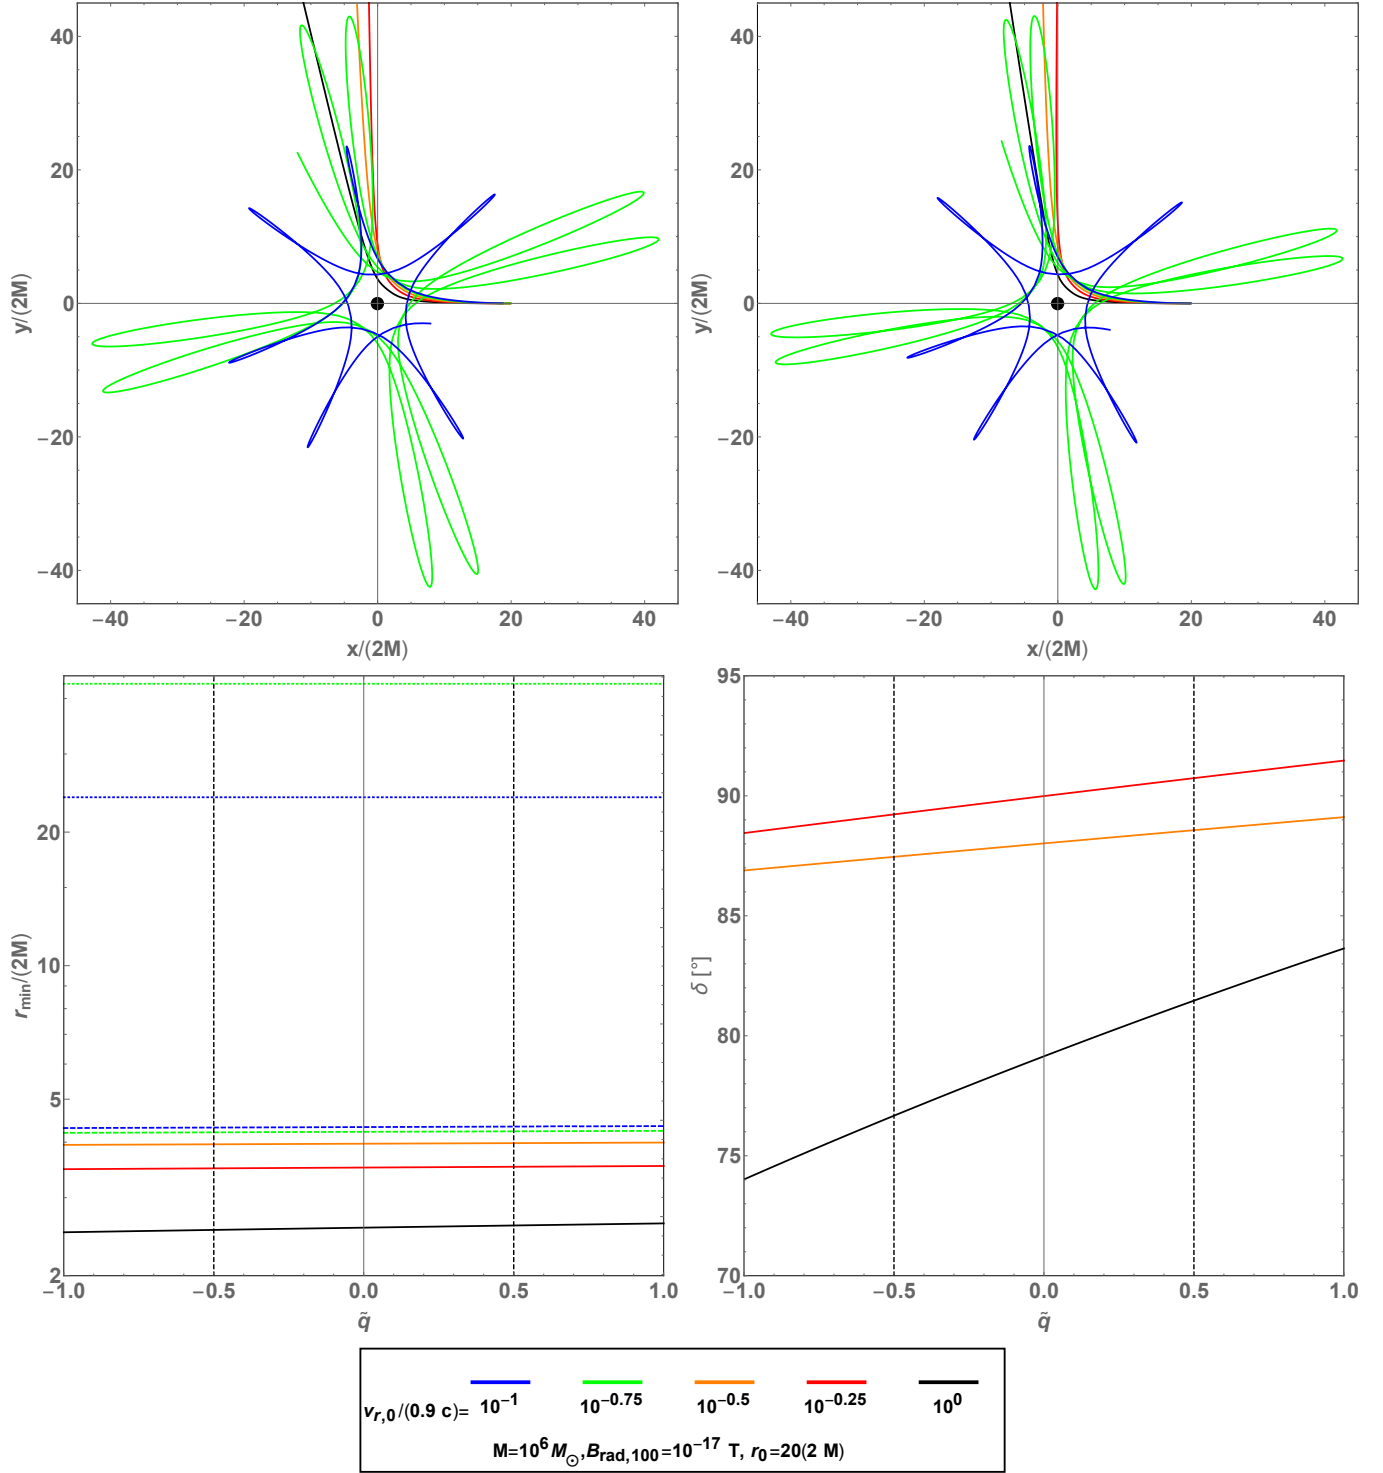 40
20
0
−20
−40
y/(2M)
−40 −20 0 20 40
x/(2M)
40
20
0
−20
−40
y/(2M)
−40 −20 0 20 40
x/(2M)
20
10
5
2
r_min/(2M)
−1.0 −0.5 0.0 0.5 1.0
q̃
95
90
85
80
75
70
δ [°]
−1.0 −0.5 0.0 0.5 1.0
q̃
v_{r,0}/(0.9 c)= 10^{−1} 10^{−0.75} 10^{−0.5} 10^{−0.25} 10^{0}
M=10^{6} M_☉, B_{rad,100}=10^{−17} T, r_0=20(2 M)